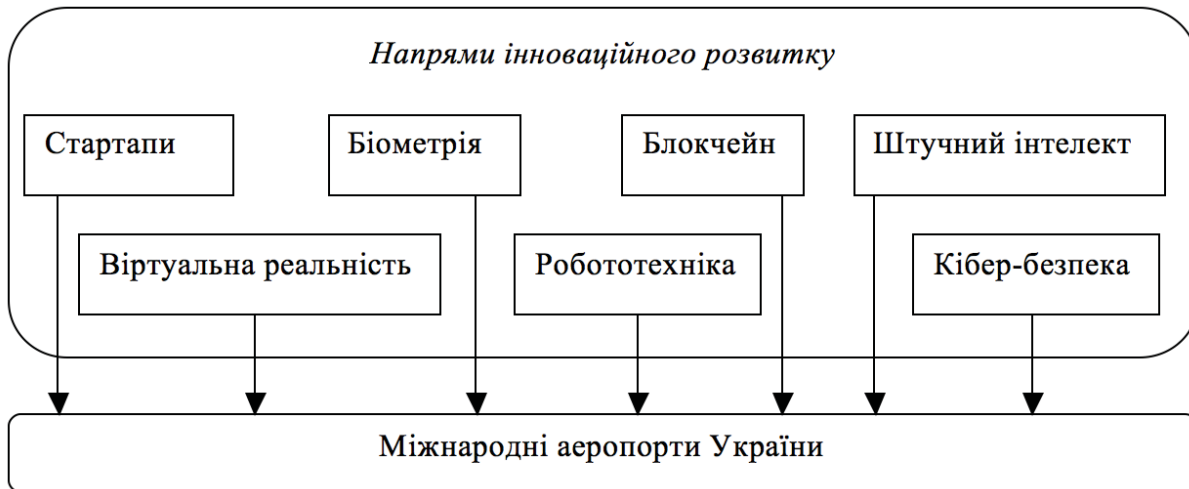 Напрями інноваційного розвитку
Стартапи
Біометрія
Блокчейн
Штучний інтелект
Віртуальна реальність
Робототехніка
Кібер-безпека
Міжнародні аеропорти України